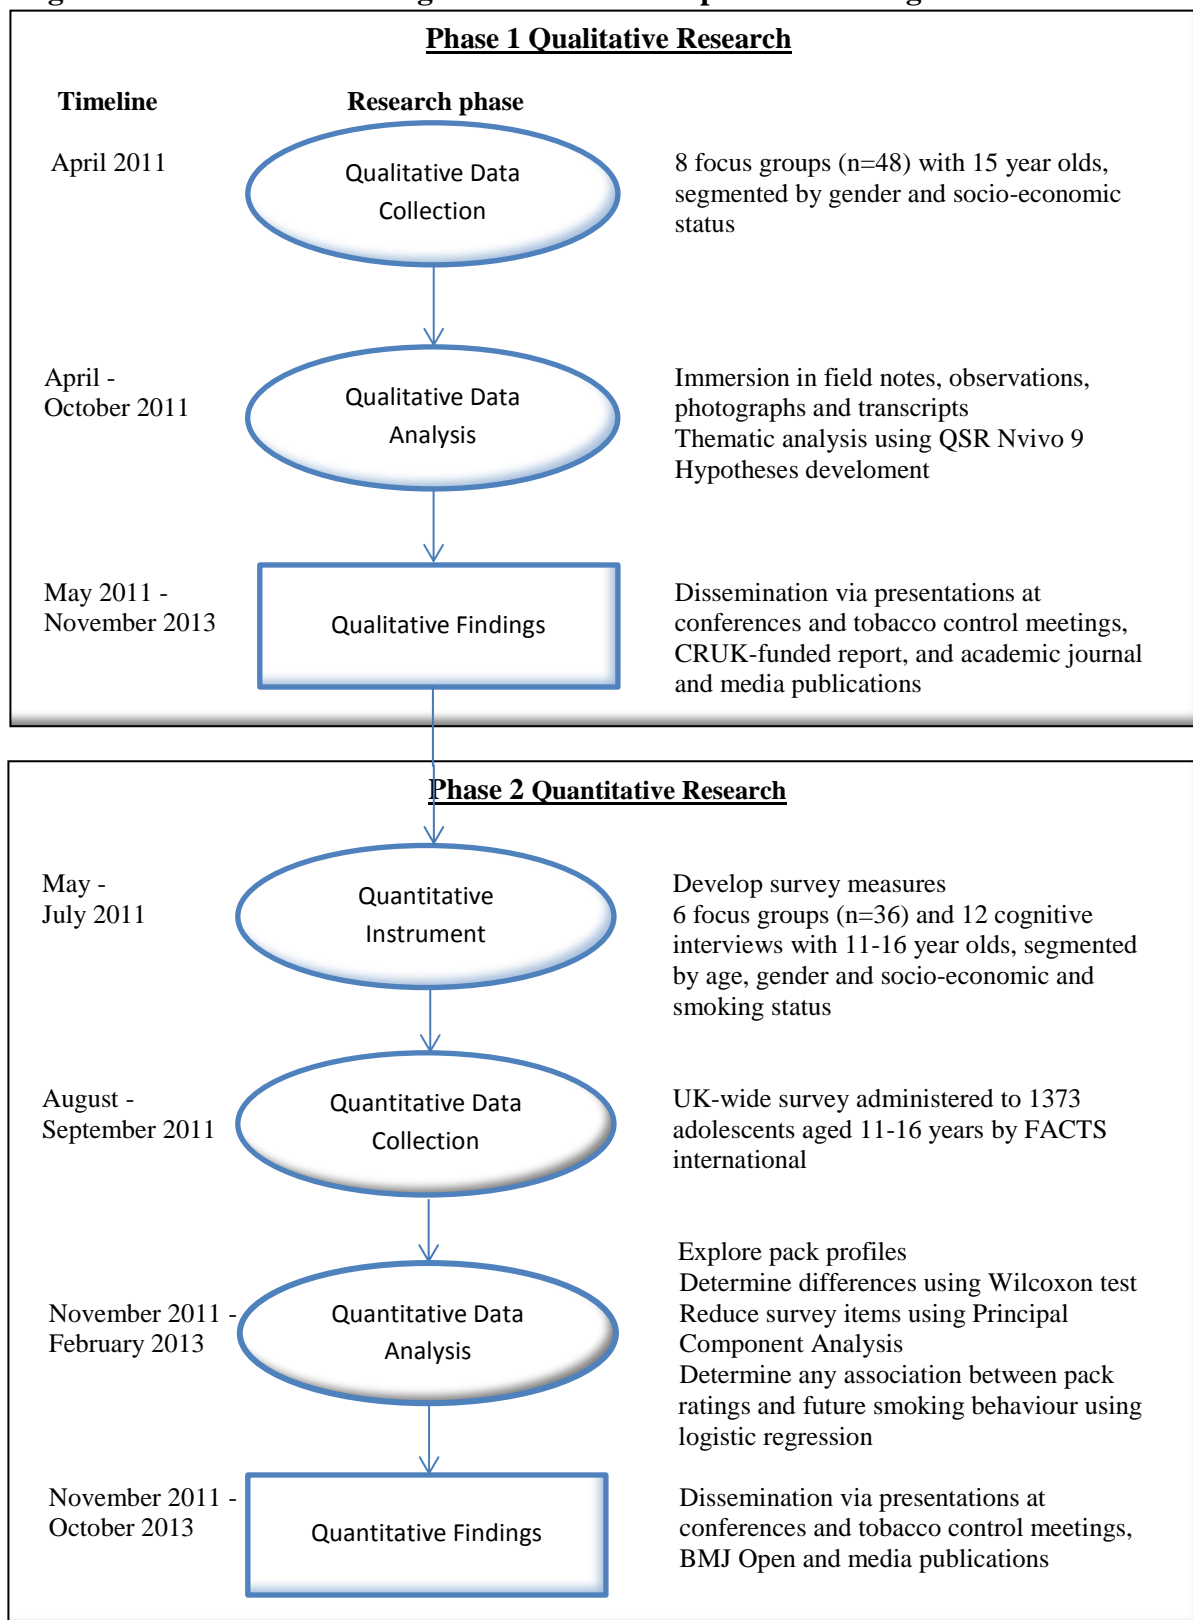 Phase 1 Qualitative Research
Timeline
Research phase
April 2011
Qualitative Data
Collection
8 focus groups (n=48) with 15 year olds,
segmented by gender and socio-economic
status
April -
October 2011
Qualitative Data
Analysis
Immersion in field notes, observations,
photographs and transcripts
Thematic analysis using QSR Nvivo 9
Hypotheses develoment
May 2011 -
November 2013
Qualitative Findings
Dissemination via presentations at
conferences and tobacco control meetings,
CRUK-funded report, and academic journal
and media publications
Phase 2 Quantitative Research
May -
July 2011
Quantitative
Instrument
Develop survey measures
6 focus groups (n=36) and 12 cognitive
interviews with 11-16 year olds, segmented
by age, gender and socio-economic and
smoking status
August -
September 2011
Quantitative Data
Collection
UK-wide survey administered to 1373
adolescents aged 11-16 years by FACTS
international
November 2011 -
February 2013
Quantitative Data
Analysis
Explore pack profiles
Determine differences using Wilcoxon test
Reduce survey items using Principal
Component Analysis
Determine any association between pack
ratings and future smoking behaviour using
logistic regression
November 2011 -
October 2013
Quantitative Findings
Dissemination via presentations at
conferences and tobacco control meetings,
BMJ Open and media publications